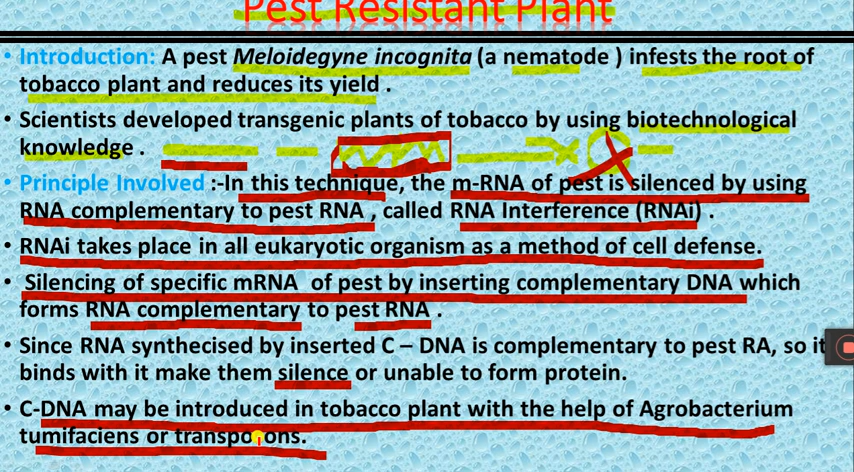 Pest Resistant Plant
• Introduction: A pest Meloidegyne incognita (a nematode ) infests the root of
tobacco plant and reduces its yield .
• Scientists developed transgenic plants of tobacco by using biotechnological
knowledge .
• Principle Involved :-In this technique, the m-RNA of pest is silenced by using
RNA complementary to pest RNA , called RNA Interference (RNAi) .
• RNAi takes place in all eukaryotic organism as a method of cell defense.
• Silencing of specific mRNA of pest by inserting complementary DNA which
forms RNA complementary to pest RNA .
• Since RNA synthecised by inserted C – DNA is complementary to pest RA, so it
binds with it make them silence or unable to form protein.
• C-DNA may be introduced in tobacco plant with the help of Agrobacterium
tumifaciens or transposons.